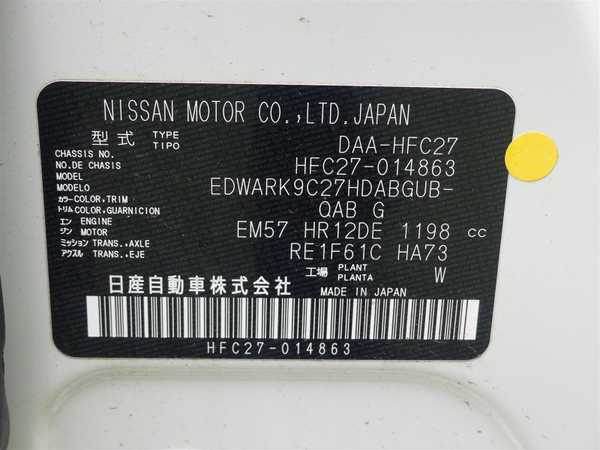 NISSAN MOTOR CO.,LTD.JAPAN
型式 TYPE TIPO DAA-HFC27
CHASSIS NO. NO.DE CHASIS HFC27-014863
MODEL MODELO EDWARK9C27HDABGUB-
カラー COLOR,TRIM トリム COLOR,GUARNICION QAB G
エン ENGINE ジン MOTOR EM57 HR12DE 1198 cc
ミッション TRANS.,AXLE アクスル TRANS.,EJE RE1F61C HA73
工場 PLANT PLANTA W
日産自動車株式会社 MADE IN JAPAN
HFC27-014863